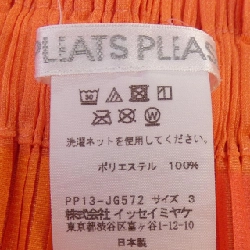 PLEATS PLEAS
洗濯ネットを使用してください。
ポリエステル 100%
PP13-JG572 サイズ 3
株式会社 イッセイミヤケ
東京都渋谷区富ヶ谷1-12-10
日本製